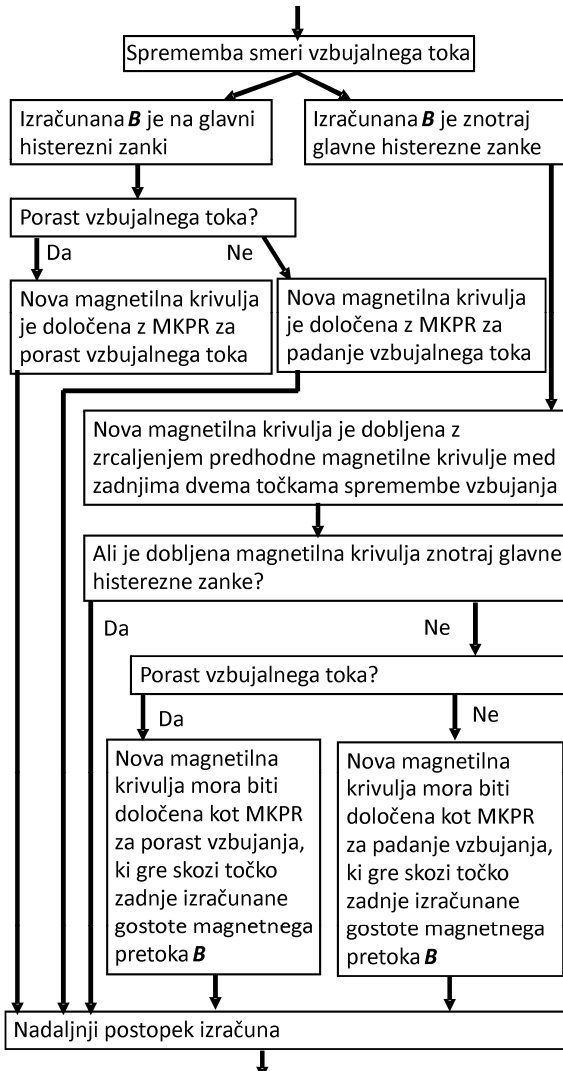 Sprememba smeri vzbujalnega toka
Izračunana B je na glavni
histerezni zanki
Izračunana B je znotraj
glavne histerezne zanke
Porast vzbujalnega toka?
Da
Ne
Nova magnetilna krivulja
je določena z MKPR za
porast vzbujalnega toka
Nova magnetilna krivulja
je določena z MKPR za
padanje vzbujalnega toka
Nova magnetilna krivulja je dobljena z
zrcaljenjem predhodne magnetilne krivulje med
zadnjima dvema točkama spremembe vzbujanja
Ali je dobljena magnetilna krivulja znotraj glavne
histerezne zanke?
Da
Ne
Porast vzbujalnega toka?
Da
Ne
Nova magnetilna
krivulja mora biti
določena kot MKPR
za porast vzbujanja,
ki gre skozi točko
zadnje izračunane
gostote magnetnega
pretoka B
Nova magnetilna
krivulja mora biti
določena kot MKPR
za padanje vzbujanja,
ki gre skozi točko
zadnje izračunane
gostote magnetnega
pretoka B
Nadaljnji postopek izračuna